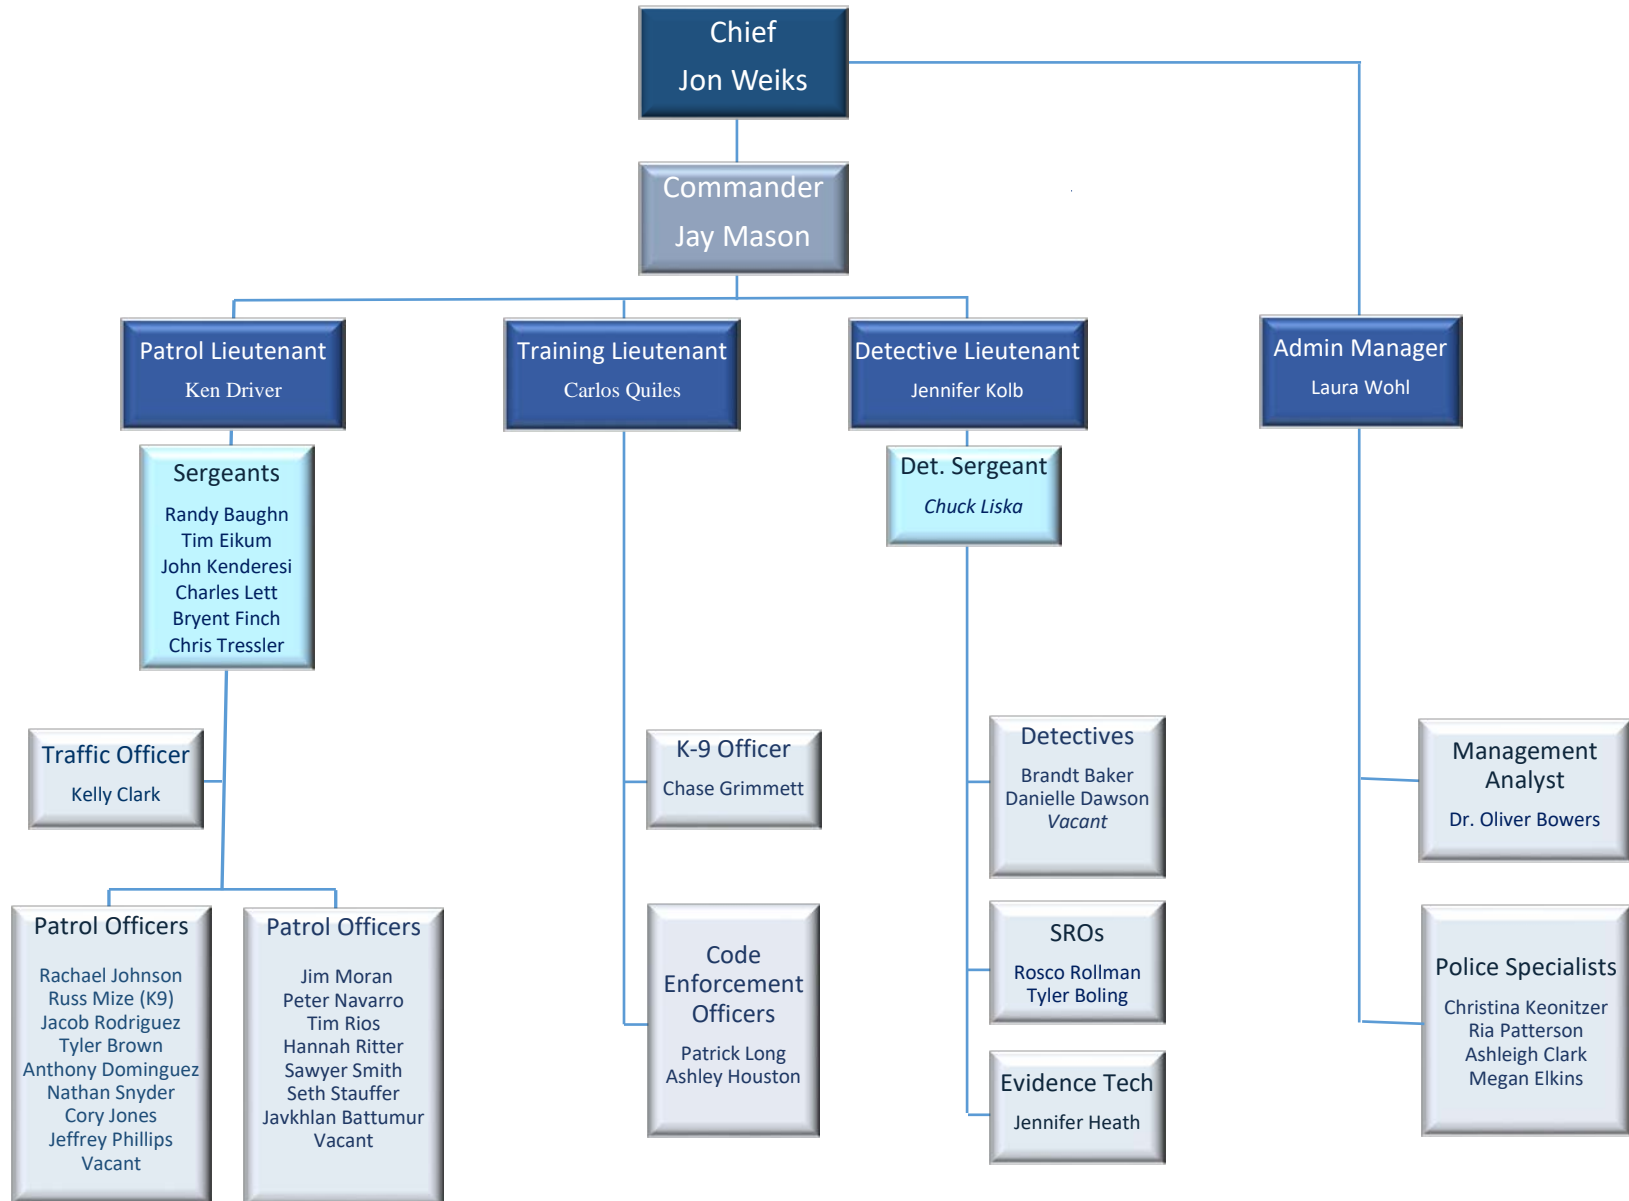 Chief
Jon Weiks
Commander
Jay Mason
Patrol Lieutenant
Ken Driver
Training Lieutenant
Carlos Quiles
Detective Lieutenant
Jennifer Kolb
Admin Manager
Laura Wohl
Sergeants
Randy Baughn
Tim Eikum
John Kenderesi
Charles Lett
Bryent Finch
Chris Tressler
Det. Sergeant
Chuck Liska
Traffic Officer
Kelly Clark
K-9 Officer
Chase Grimmett
Detectives
Brandt Baker
Danielle Dawson
Vacant
Management
Analyst
Dr. Oliver Bowers
Patrol Officers
Rachael Johnson
Russ Mize (K9)
Jacob Rodriguez
Tyler Brown
Anthony Dominguez
Nathan Snyder
Cory Jones
Jeffrey Phillips
Vacant
Patrol Officers
Jim Moran
Peter Navarro
Tim Rios
Hannah Ritter
Sawyer Smith
Seth Stauffer
Javkhlan Battumur
Vacant
Code
Enforcement
Officers
Patrick Long
Ashley Houston
SROs
Rosco Rollman
Tyler Boling
Evidence Tech
Jennifer Heath
Police Specialists
Christina Keonitzer
Ria Patterson
Ashleigh Clark
Megan Elkins